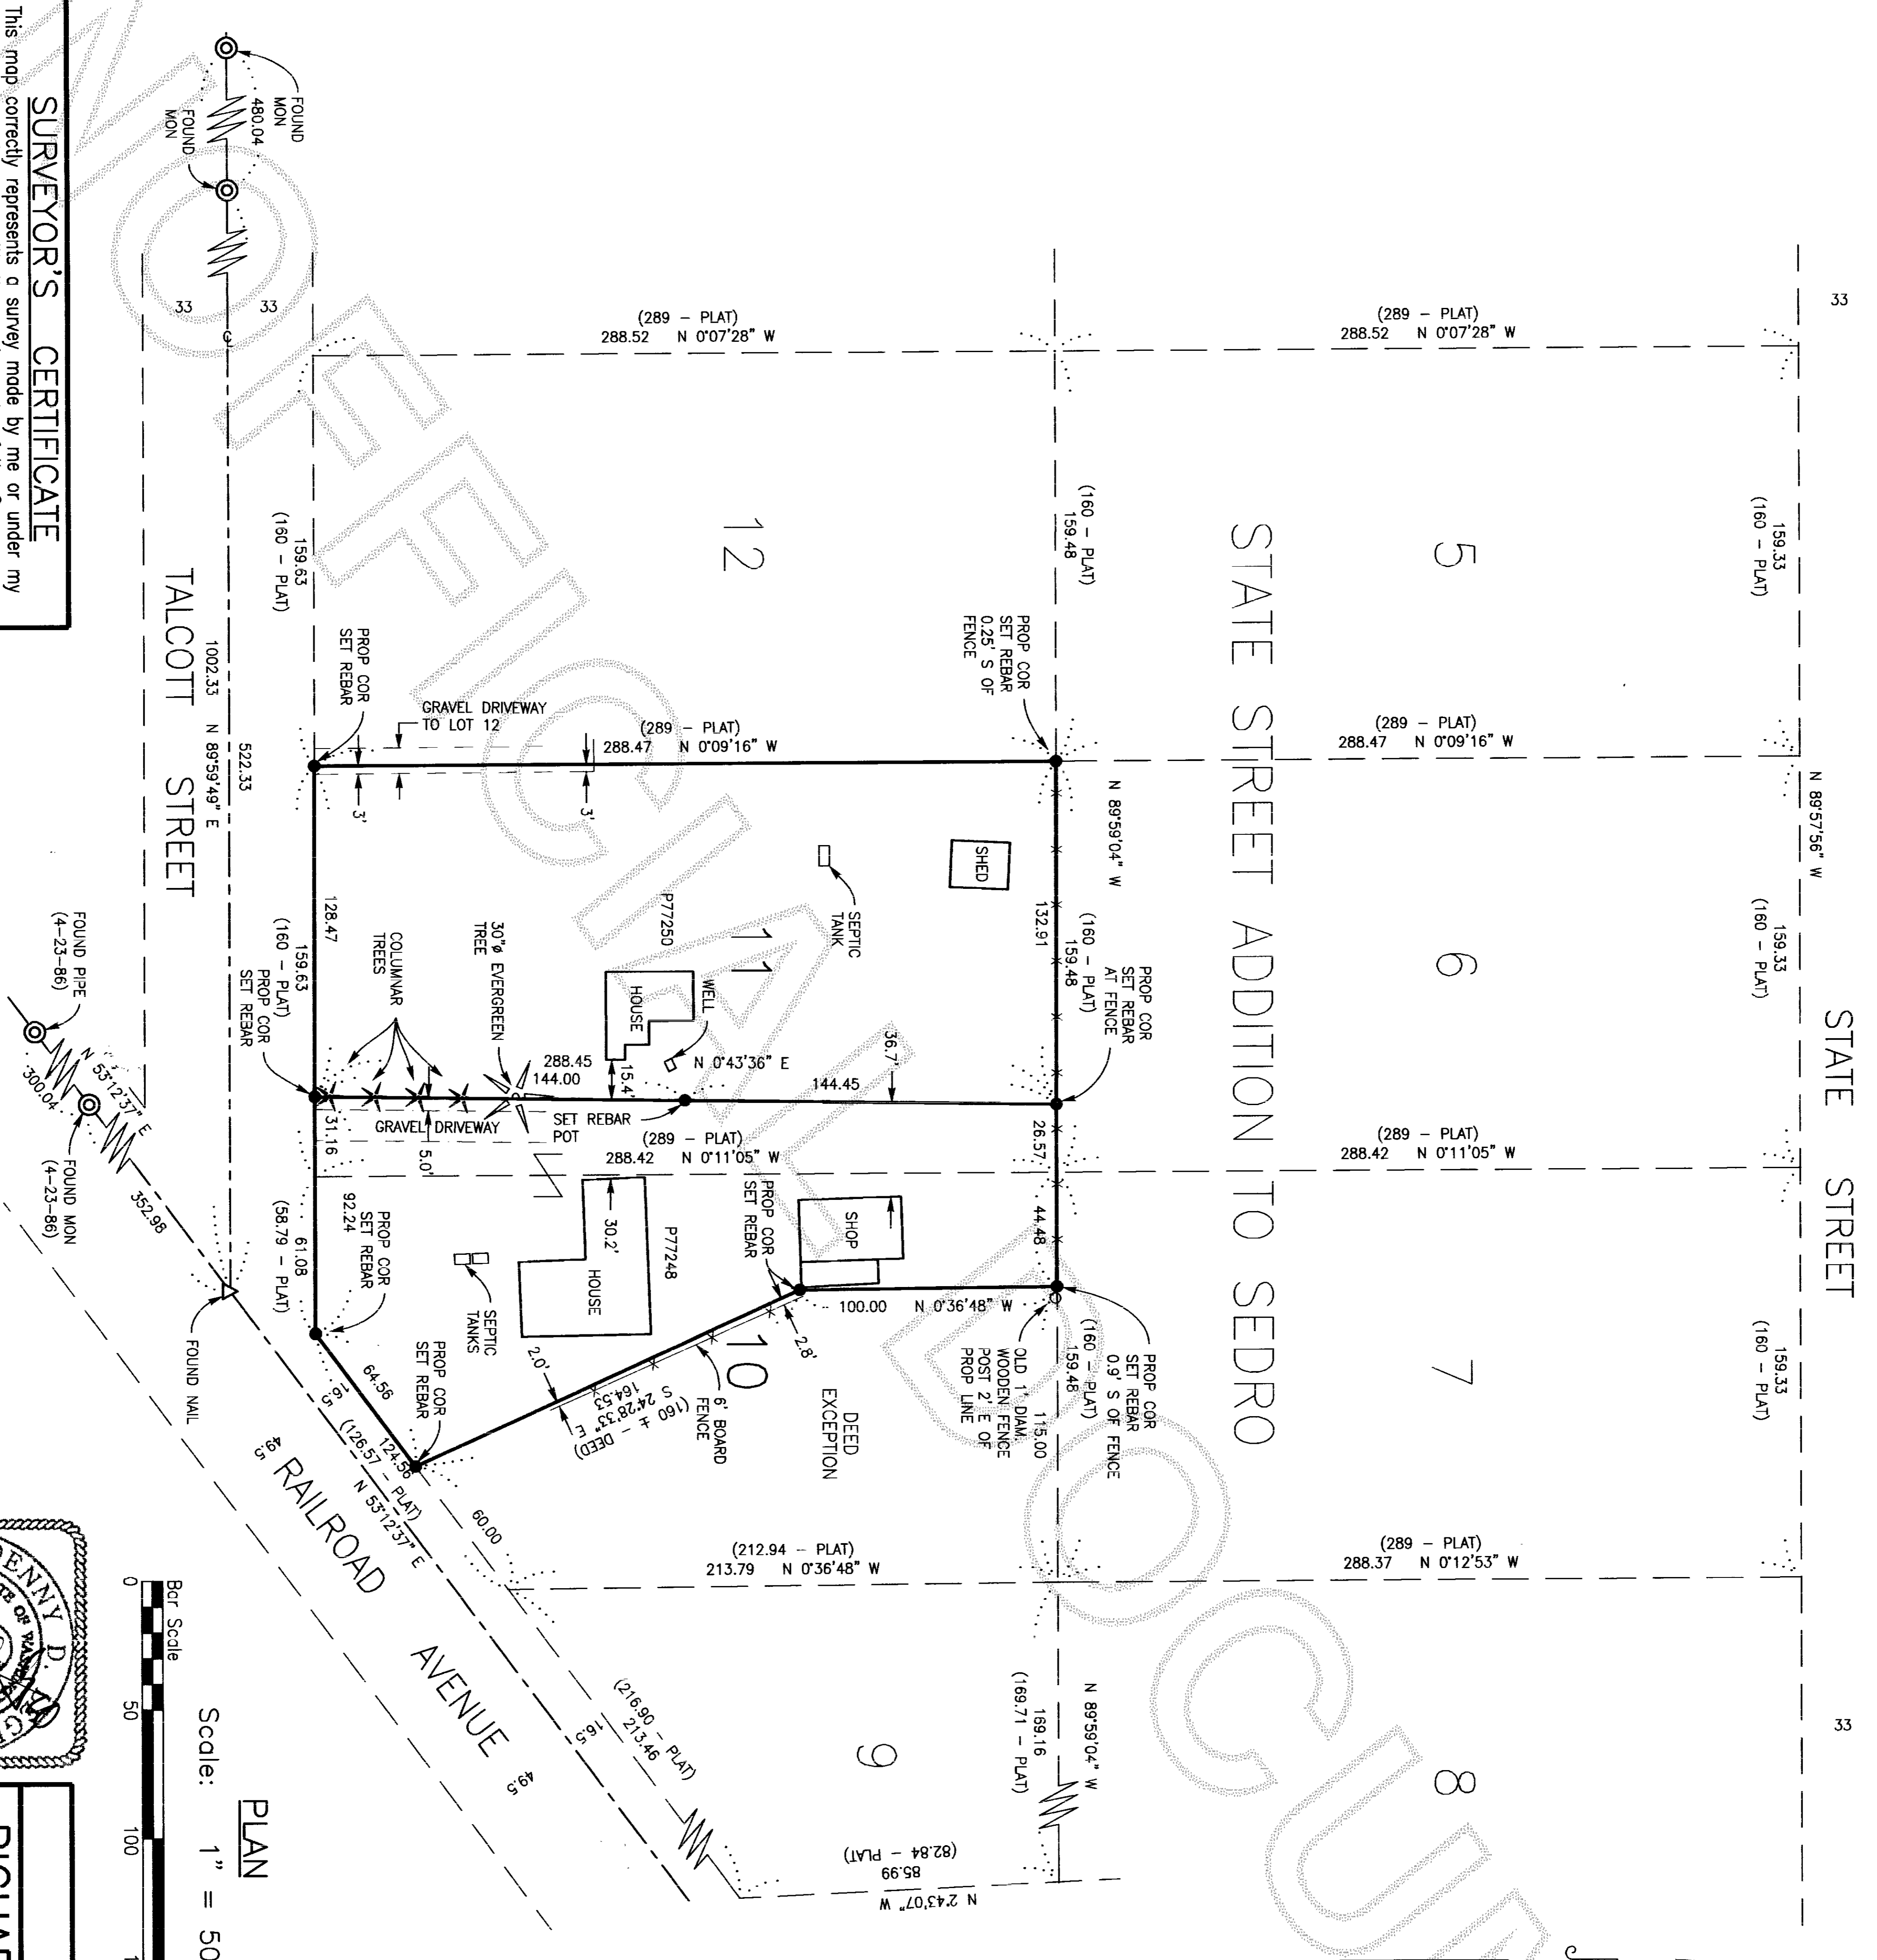 SURVEYOR'S CERTIFICATE
This map correctly represents a survey made by me or under my
FOUND
MON
480.04
FOUND
MON
33
33
TALCOTT STREET
1002.33 N 89°59'49" E
522.33
STATE STREET
33
33
N 89°57'56" W
159.33
(160 – PLAT)
159.33
(160 – PLAT)
159.33
(160 – PLAT)
(289 – PLAT)
288.52 N 0°07'28" W
(289 – PLAT)
288.47 N 0°09'16" W
(289 – PLAT)
288.42 N 0°11'05" W
(289 – PLAT)
288.37 N 0°12'53" W
5
6
7
8
STATE STREET ADDITION TO SEDRO
(289 – PLAT)
288.52 N 0°07'28" W
(160 – PLAT)
159.48
12
159.63
(160 – PLAT)
PROP COR
SET REBAR
0.25' S OF
FENCE
PROP COR
SET REBAR
GRAVEL DRIVEWAY
TO LOT 12
(289 – PLAT)
288.47 N 0°09'16" W
3'
3'
N 89°59'04" W
(160 – PLAT)
159.48
132.91
PROP COR
SET REBAR
AT FENCE
SHED
SEPTIC
TANK
P77250
11
HOUSE
WELL
N 0°43'36" E
36.7'
15.4'
144.45
288.45
144.00
30"ø EVERGREEN
TREE
COLUMNAR
TREES
128.47
159.63
(160 – PLAT)
PROP COR
SET REBAR
SET REBAR
POT
GRAVEL DRIVEWAY
5.0'
31.16
(289 – PLAT)
288.42 N 0°11'05" W
26.57
44.48
SHOP
PROP COR
SET REBAR
100.00 N 0°36'48" W
P77248
HOUSE
30.2'
SEPTIC
TANKS
92.24
PROP COR
SET REBAR
61.08
(58.79 – PLAT)
PROP COR
SET REBAR
64.56
16.5
124.56
(126.57 – PLAT)
N 53°12'37" E
10
2.8'
2.0'
6' BOARD
FENCE
S 24°28'33" E
164.53
(160 ± – DEED)
DEED
EXCEPTION
OLD 1' DIAM.
WOODEN FENCE
POST 2' E OF
PROP LINE
(160 – PLAT)
159.48
115.00
PROP COR
SET REBAR
0.9' S OF FENCE
60.00
(212.94 – PLAT)
213.79 N 0°36'48" W
N 89°59'04" W
169.16
(169.71 – PLAT)
9
(216.90 – PLAT)
213.46
16.5
N 2°43'07" W
85.99
(82.84 – PLAT)
RAILROAD AVENUE
49.5
49.5
FOUND PIPE
(4–23–86)
N 53°12'37" E
300.04
FOUND MON
(4–23–86)
352.98
FOUND NAIL
PLAN
Scale: 1" = 50
Bar Scale
0 50 100
UNOFFICIAL DOCUM